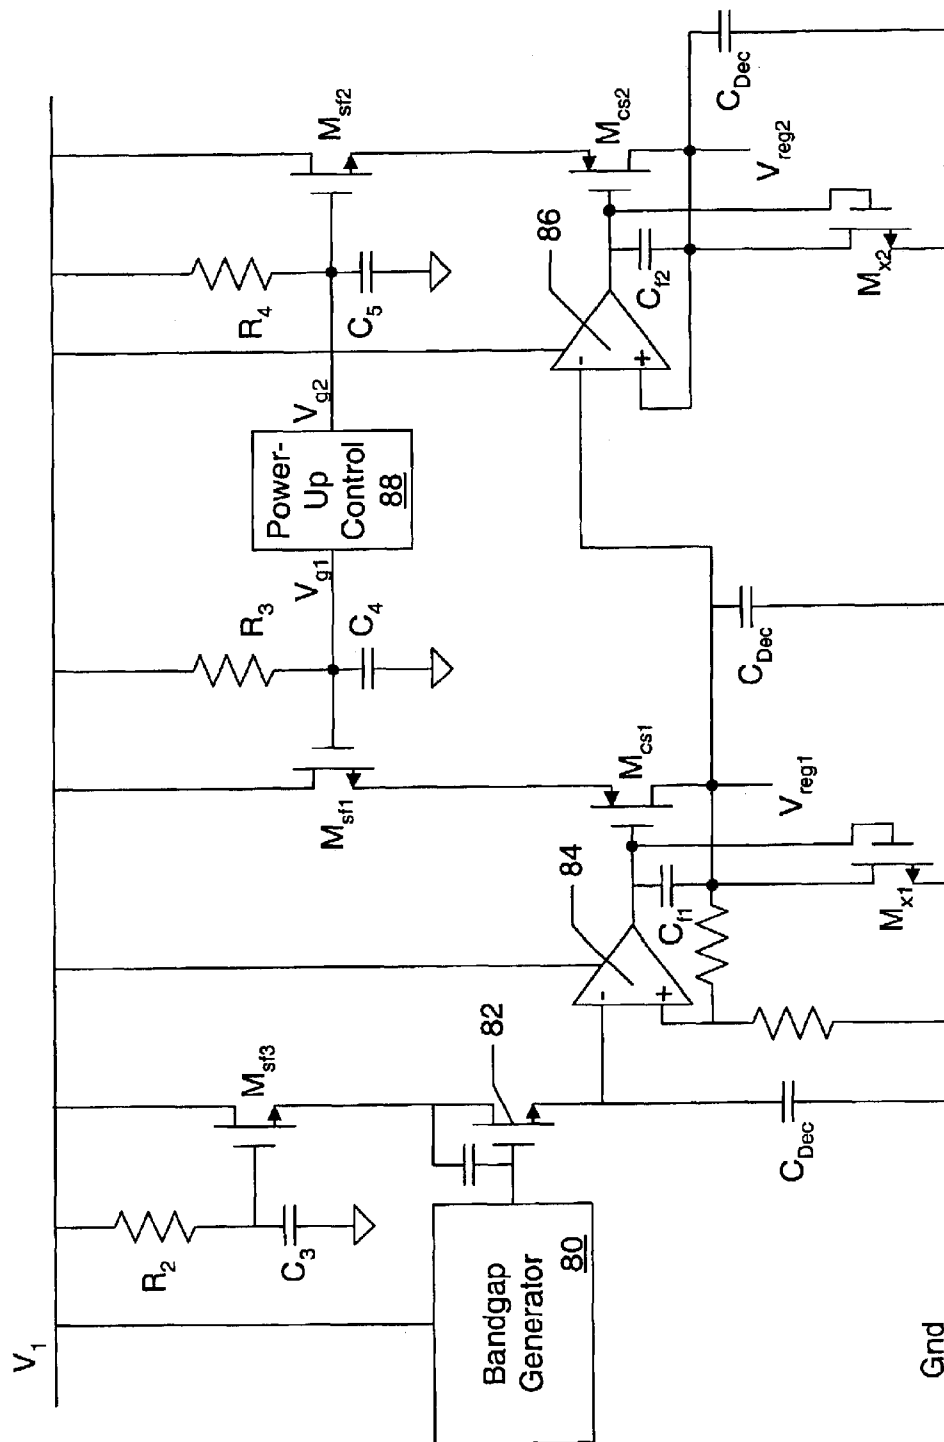 V1
R2
C3
Msf3
Bandgap
Generator
80
82
CDec
84
Cf1
Mx1
Msf1
Mcs1
Vreg1
R3
C4
Vg1
CDec
Power-
Up
Control
88
Vg2
R4
C5
86
Cf2
Mx2
Msf2
Mcs2
Vreg2
CDec
Gnd
-
+
-
+